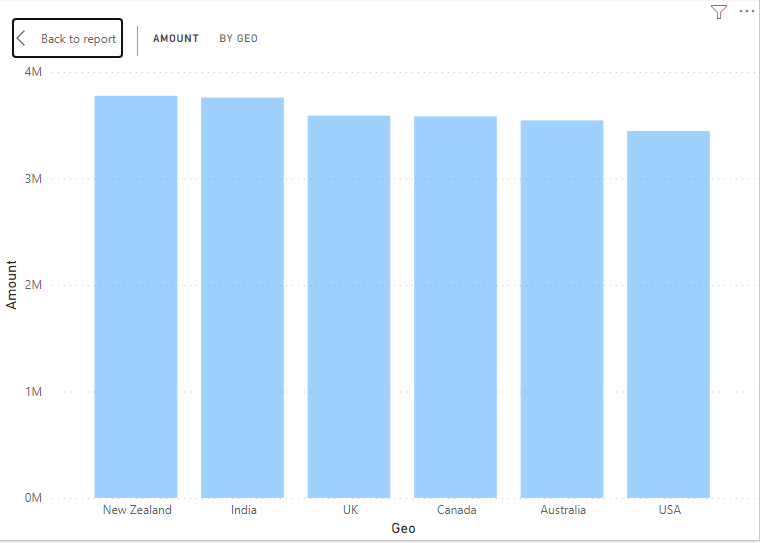 Back to report
AMOUNT BY GEO
4M
3M
2M
1M
0M
Amount
New Zealand India UK Canada Australia USA
Geo